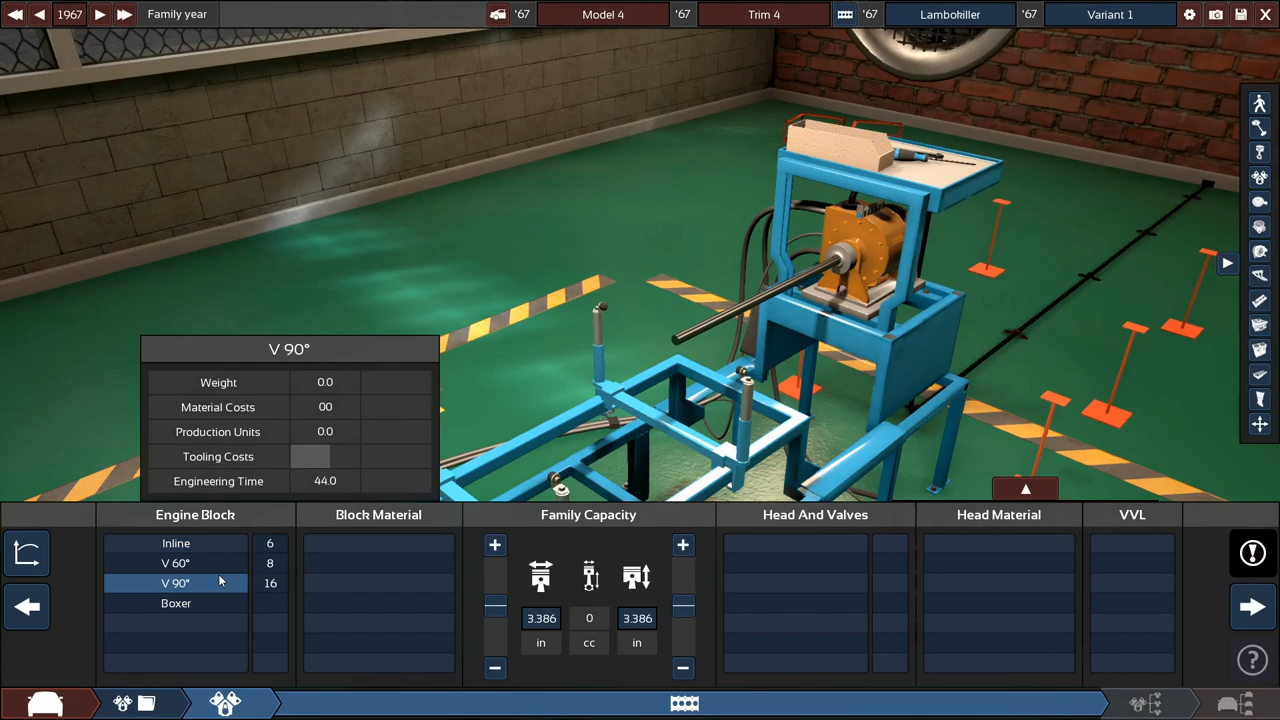 1967 Family year '67 Model 4 '67 Trim 4 '67 Lambokiller '67 Variant 1
V 90°
Weight 0.0
Material Costs 00
Production Units 0.0
Tooling Costs
Engineering Time 44.0
Engine Block Block Material Family Capacity Head And Valves Head Material VVL
Inline 6
V 60° 8
V 90° 16
Boxer
3.386 0 3.386
in cc in